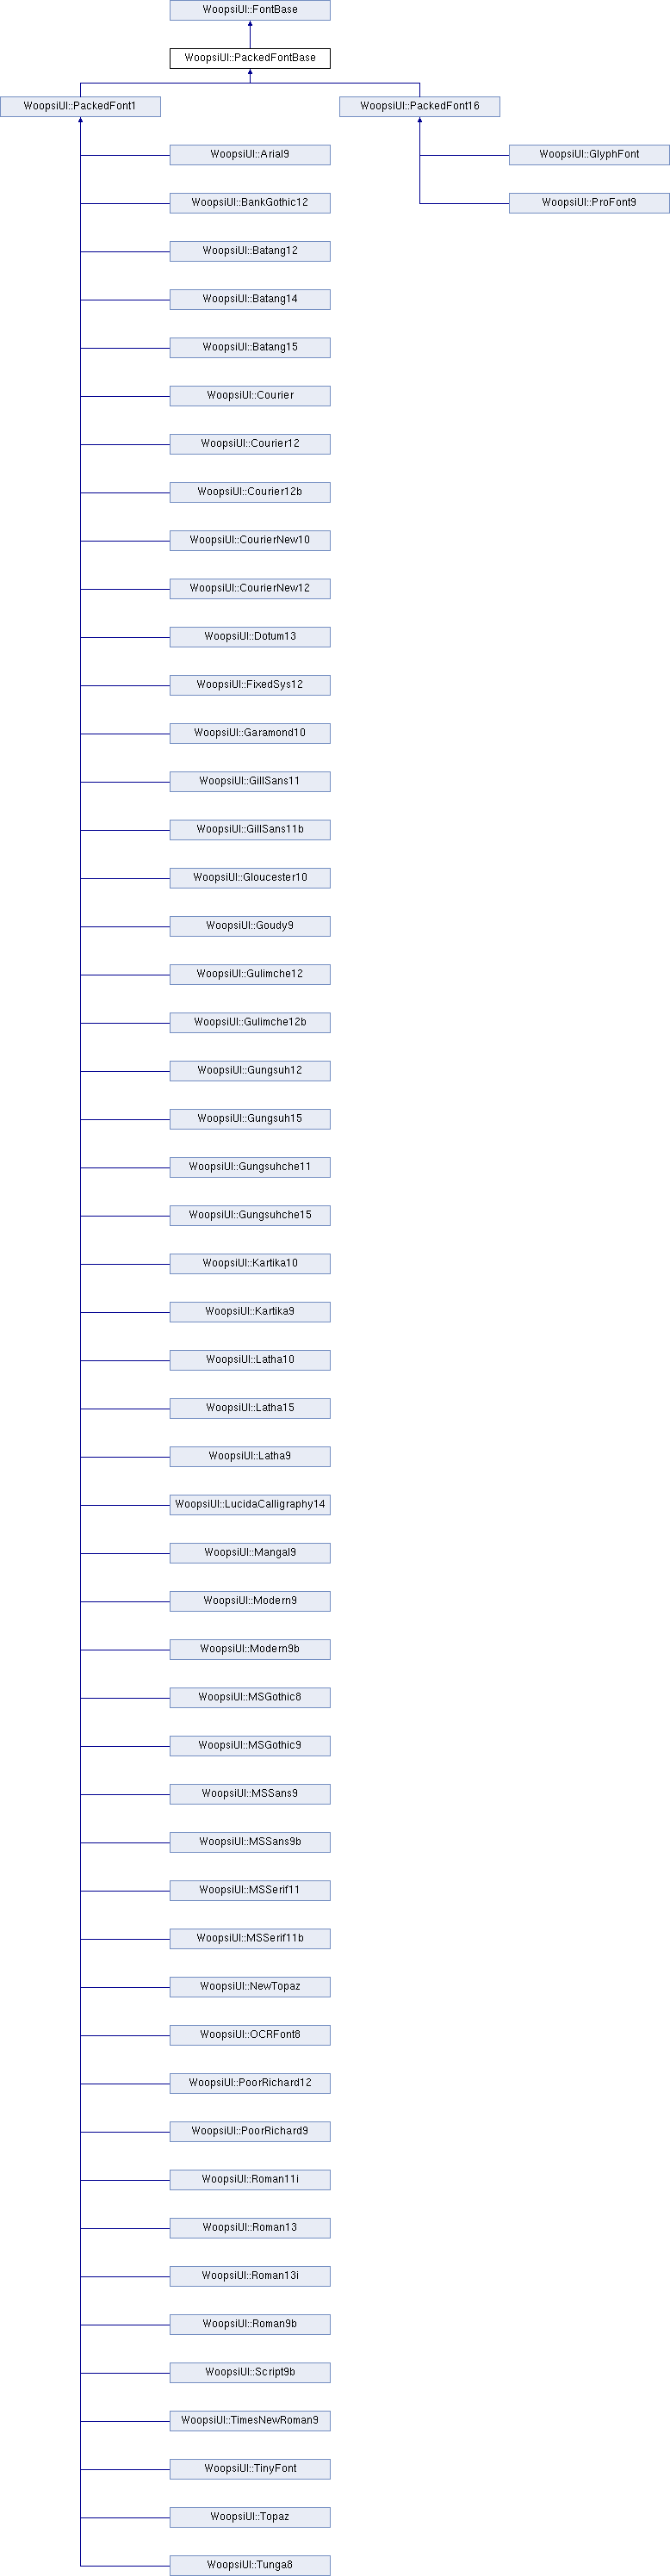 WoopsiUI::FontBase
WoopsiUI::PackedFontBase
WoopsiUI::PackedFont1
WoopsiUI::PackedFont16
WoopsiUI::Arial9
WoopsiUI::GlyphFont
WoopsiUI::BankGothic12
WoopsiUI::ProFont9
WoopsiUI::Batang12
WoopsiUI::Batang14
WoopsiUI::Batang15
WoopsiUI::Courier
WoopsiUI::Courier12
WoopsiUI::Courier12b
WoopsiUI::CourierNew10
WoopsiUI::CourierNew12
WoopsiUI::Dotum13
WoopsiUI::FixedSys12
WoopsiUI::Garamond10
WoopsiUI::GillSans11
WoopsiUI::GillSans11b
WoopsiUI::Gloucester10
WoopsiUI::Goudy9
WoopsiUI::Gulimche12
WoopsiUI::Gulimche12b
WoopsiUI::Gungsuh12
WoopsiUI::Gungsuh15
WoopsiUI::Gungsuhche11
WoopsiUI::Gungsuhche15
WoopsiUI::Kartika10
WoopsiUI::Kartika9
WoopsiUI::Latha10
WoopsiUI::Latha15
WoopsiUI::Latha9
WoopsiUI::LucidaCalligraphy14
WoopsiUI::Mangal9
WoopsiUI::Modern9
WoopsiUI::Modern9b
WoopsiUI::MSGothic8
WoopsiUI::MSGothic9
WoopsiUI::MSSans9
WoopsiUI::MSSans9b
WoopsiUI::MSSerif11
WoopsiUI::MSSerif11b
WoopsiUI::NewTopaz
WoopsiUI::OCRFont8
WoopsiUI::PoorRichard12
WoopsiUI::PoorRichard9
WoopsiUI::Roman11i
WoopsiUI::Roman13
WoopsiUI::Roman13i
WoopsiUI::Roman9b
WoopsiUI::Script9b
WoopsiUI::TimesNewRoman9
WoopsiUI::TinyFont
WoopsiUI::Topaz
WoopsiUI::Tunga8